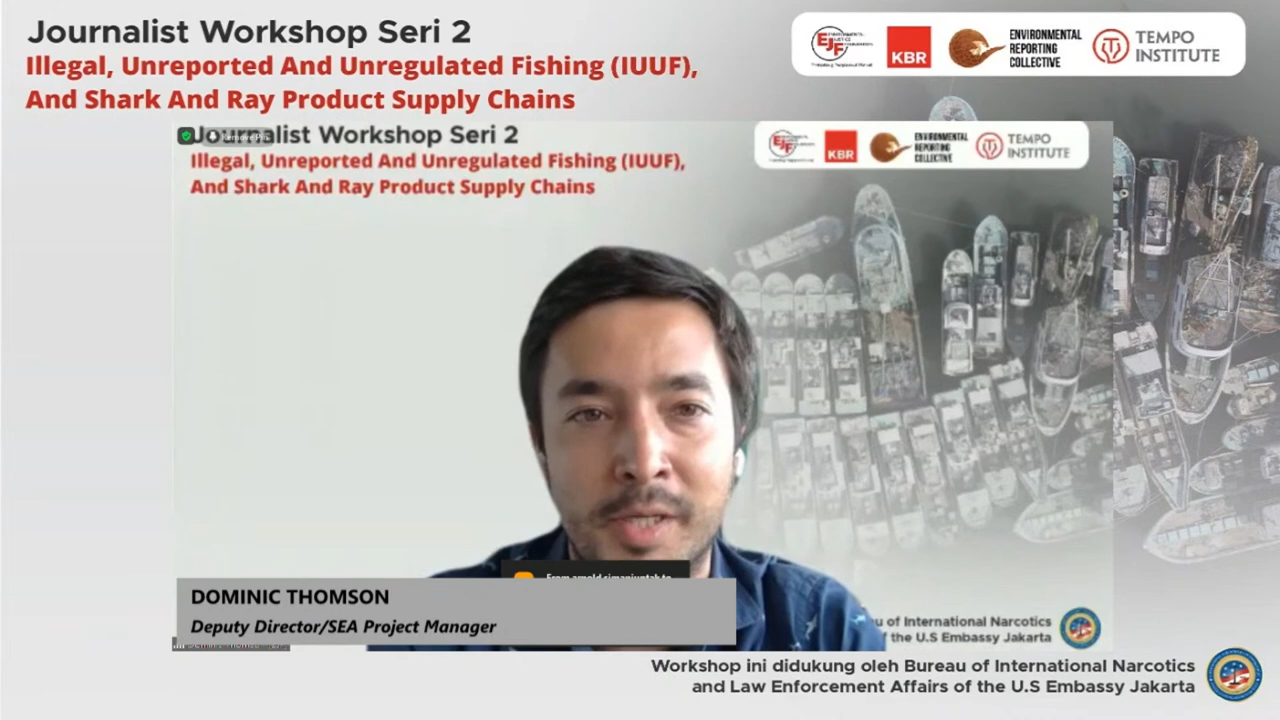 Journalist Workshop Seri 2
Illegal, Unreported And Unregulated Fishing (IUUF),
And Shark And Ray Product Supply Chains
EJF
KBR
ENVIRONMENTAL
REPORTING
COLLECTIVE
TEMPO
INSTITUTE
Journalist Workshop Seri 2
Illegal, Unreported And Unregulated Fishing (IUUF),
And Shark And Ray Product Supply Chains
EJF
KBR
ENVIRONMENTAL
REPORTING
COLLECTIVE
TEMPO
INSTITUTE
DOMINIC THOMSON
Deputy Director/SEA Project Manager
of International Narcotics
the U.S Embassy Jakarta
Workshop ini didukung oleh Bureau of International Narcotics
and Law Enforcement Affairs of the U.S Embassy Jakarta